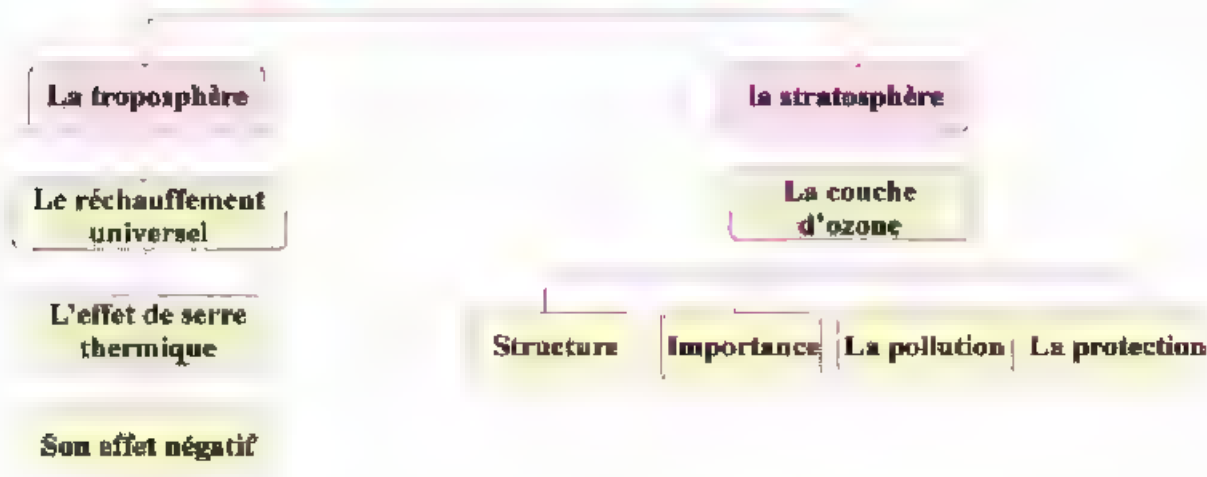 La troposphère
la stratosphère
Le réchauffement
universel
La couche
d'ozone
L'effet de serre
thermique
Structure
Importance
La pollution
La protection
Son effet négatif